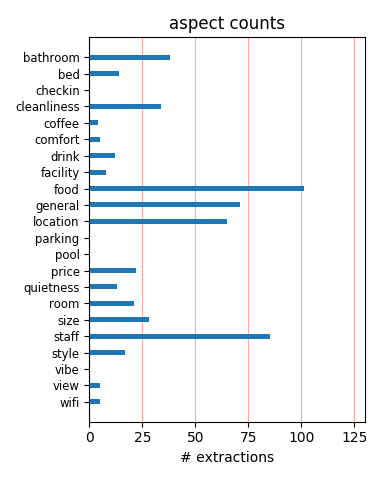 aspect counts
bathroom
bed
checkin
cleanliness
coffee
comfort
drink
facility
food
general
location
parking
pool
price
quietness
room
size
staff
style
vibe
view
wifi
0 25 50 75 100 125
# extractions